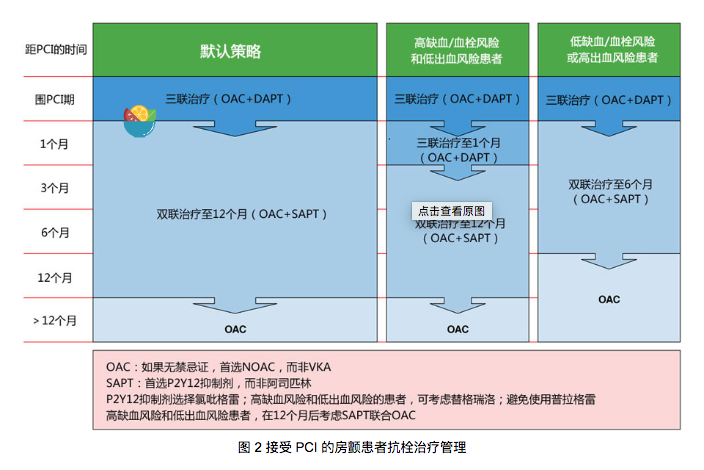 距PCI的时间
默认策略
高缺血/血栓风险
和低出血风险患者
低缺血/血栓风险
或高出血风险患者
围PCI期
三联治疗（OAC+DAPT）
三联治疗（OAC+DAPT）
三联治疗（OAC+DAPT）
1个月
三联治疗至1个月
（OAC+DAPT）
3个月
双联治疗至6个月
（OAC+SAPT）
点击查看原图
双联治疗至12个月（OAC+SAPT）
6个月
双联治疗至12个月
（OAC+SAPT）
12个月
OAC
＞12个月
OAC
OAC
OAC：如果无禁忌证，首选NOAC，而非VKA
SAPT：首选P2Y12抑制剂，而非阿司匹林
P2Y12抑制剂选择氯吡格雷；高缺血风险和低出血风险的患者，可考虑替格瑞洛；避免使用普拉格雷
高缺血风险和低出血风险患者，在12个月后考虑SAPT联合OAC
图 2 接受 PCI 的房颤患者抗栓治疗管理